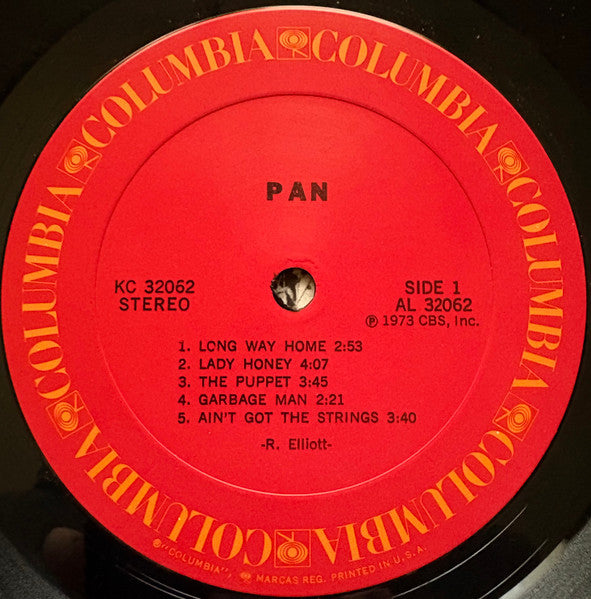 COLUMBIA COLUMBIA COLUMBIA COLUMBIA COLUMBIA COLUMBIA COLUMBIA COLUMBIA
PAN
KC 32062
STEREO
SIDE 1
AL 32062
Ⓟ 1973 CBS, Inc.
1. LONG WAY HOME 2:53
2. LADY HONEY 4:07
3. THE PUPPET 3:45
4. GARBAGE MAN 2:21
5. AIN'T GOT THE STRINGS 3:40
-R. Elliott-
® "COLUMBIA", MARCAS REG. PRINTED IN U.S.A.